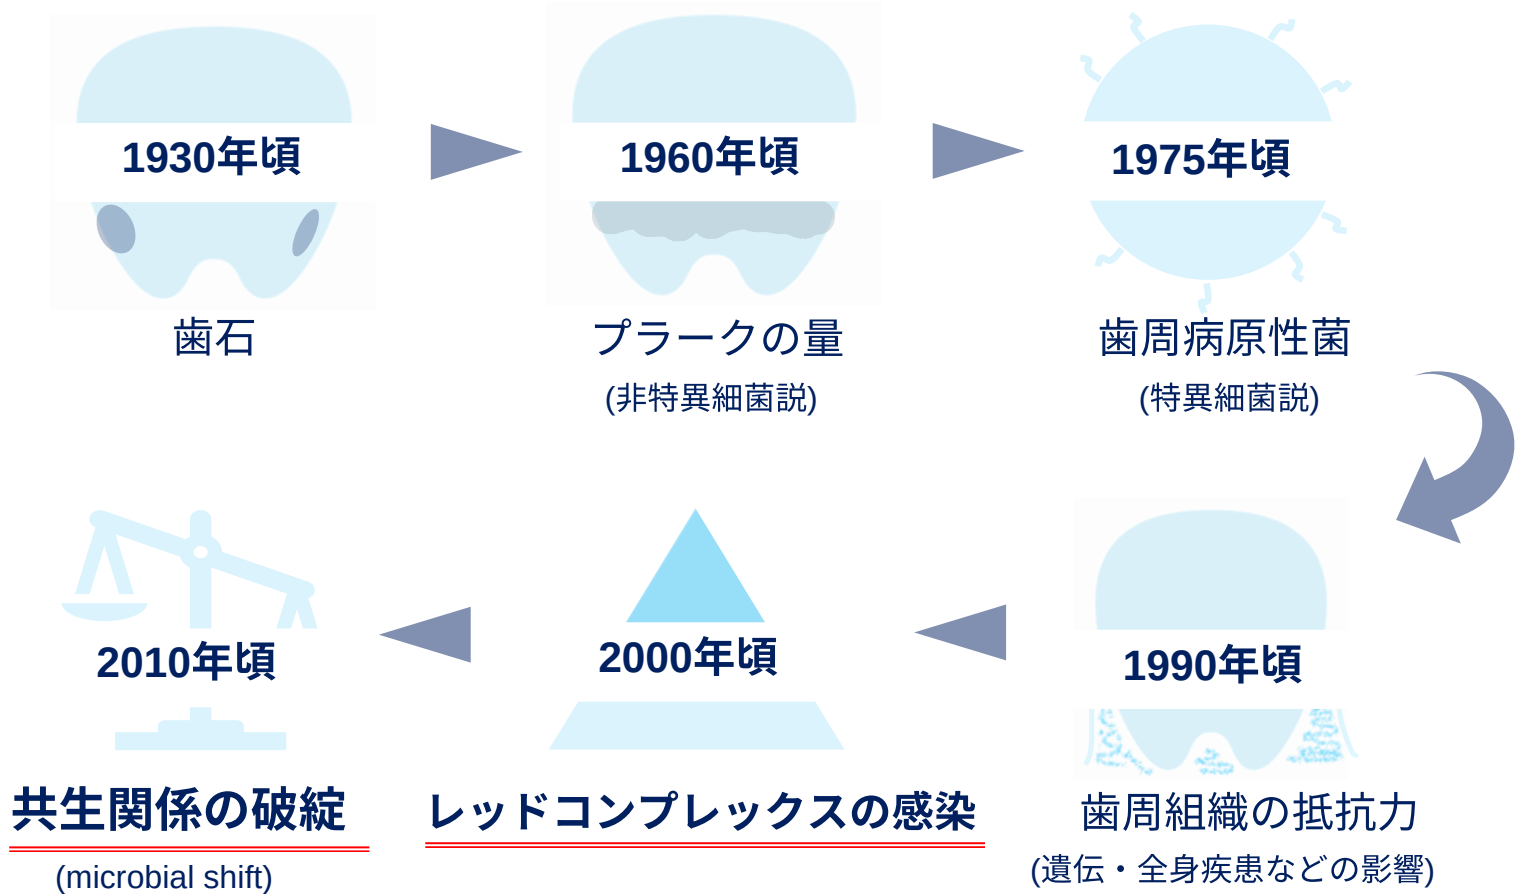 1930年頃
歯石
1960年頃
プラークの量
(非特異細菌説)
1975年頃
歯周病原性菌
(特異細菌説)
1990年頃
歯周組織の抵抗力
(遺伝・全身疾患などの影響)
2000年頃
レッドコンプレックスの感染
2010年頃
共生関係の破綻
(microbial shift)